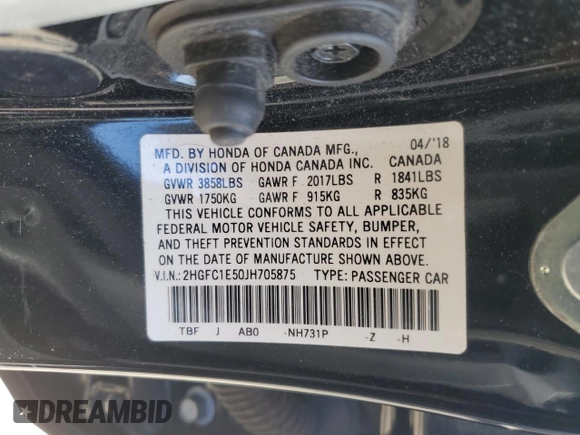 MFD. BY HONDA OF CANADA MFG., 04/'18
A DIVISION OF HONDA CANADA INC. CANADA
GVWR 3858LBS GAWR F 2017LBS R 1841LBS
GVWR 1750KG GAWR F 915KG R 835KG
THIS VEHICLE CONFORMS TO ALL APPLICABLE
FEDERAL MOTOR VEHICLE SAFETY, BUMPER,
AND THEFT PREVENTION STANDARDS IN EFFECT
ON THE DATE OF MANUFACTURE SHOWN ABOVE.
V.I.N.: 2HGFC1E50JH705875 TYPE: PASSENGER CAR
TBF J AB0 -NH731P -Z -H
DREAMBID